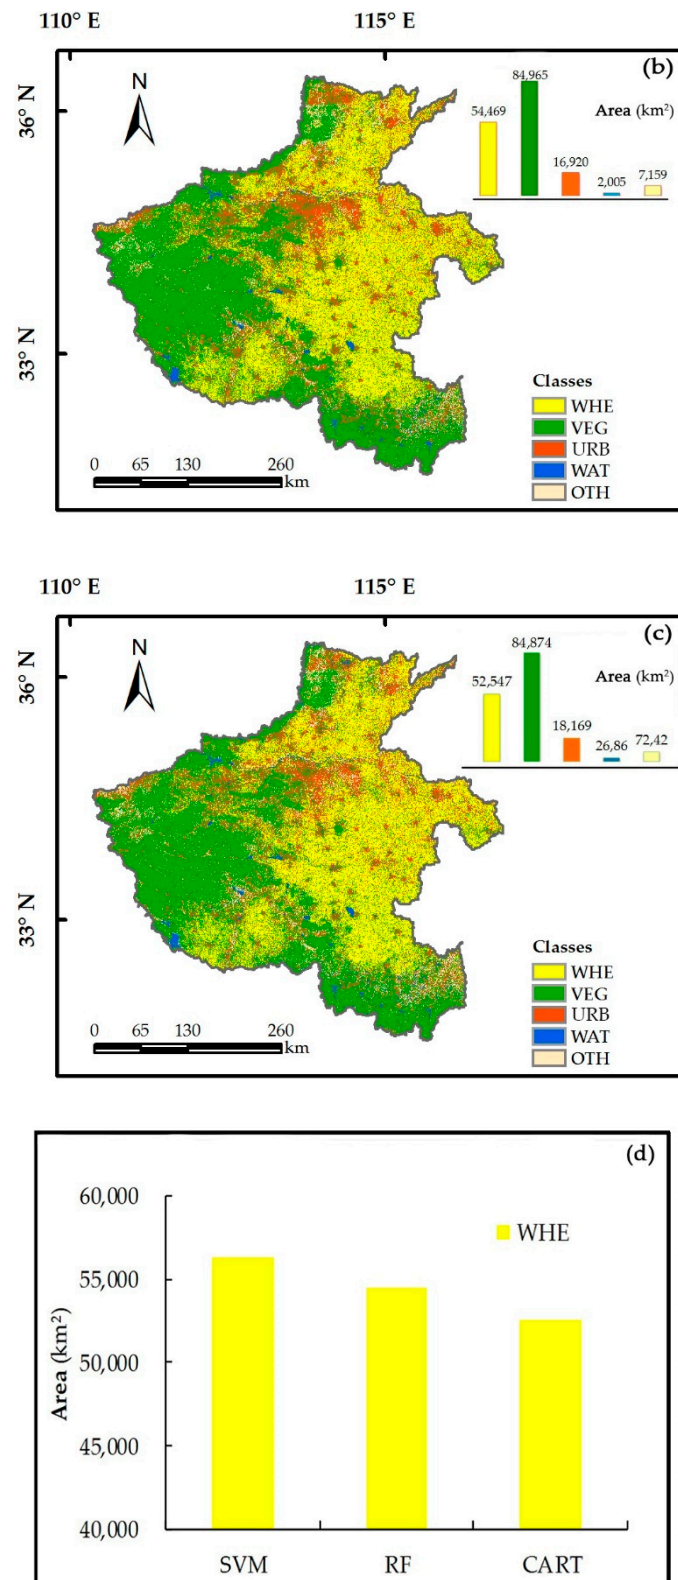 110° E 115° E
(b)
N
84,965
54,469
Area (km²)
16,920
2,005
7,159
36° N
33° N
Classes
WHE
VEG
URB
WAT
OTH
0 65 130 260
km
110° E 115° E
(c)
N
84,874
52,547
Area (km²)
18,169
26,86
72,42
36° N
33° N
Classes
WHE
VEG
URB
WAT
OTH
0 65 130 260
km
(d)
60,000
55,000
50,000
45,000
40,000
Area (km²)
WHE
SVM RF CART